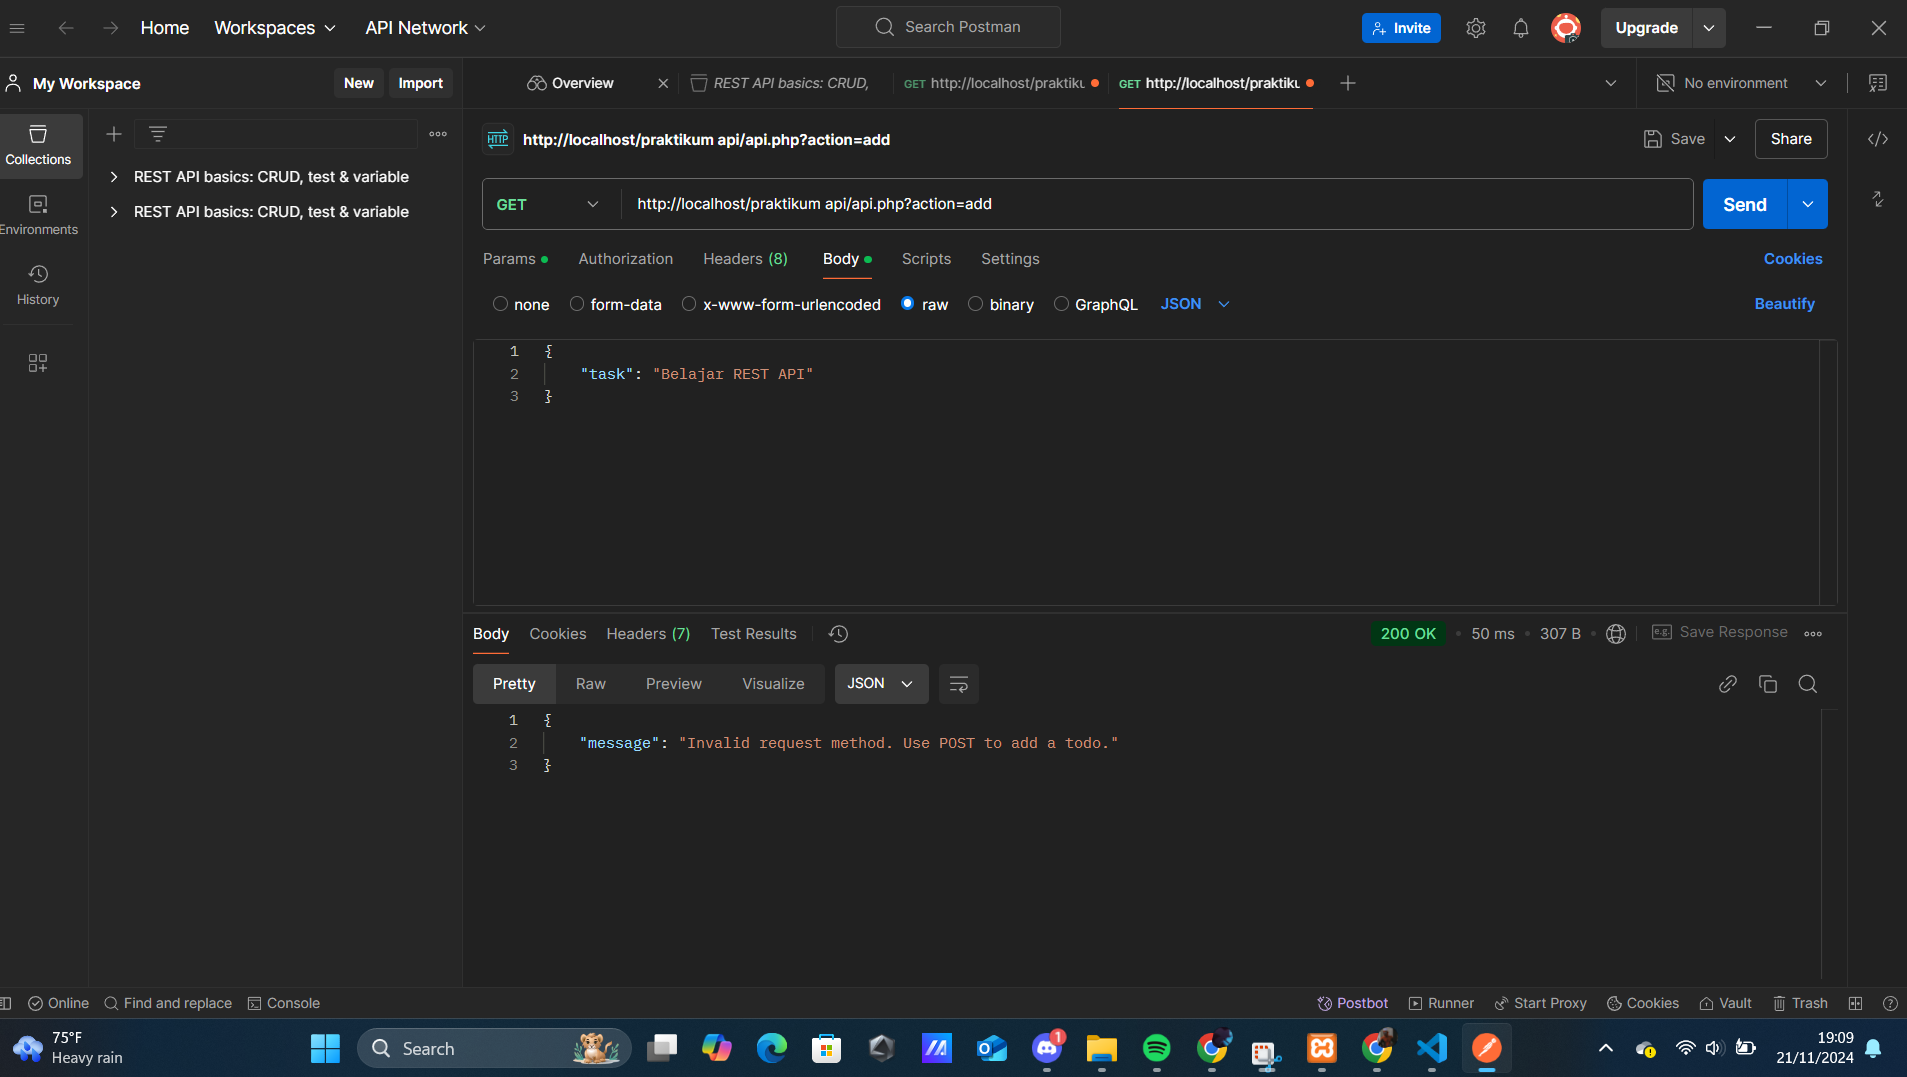 Home Workspaces API Network Search Postman Invite Upgrade
My Workspace New Import Overview REST API basics: CRUD, GET http://localhost/praktiku GET http://localhost/praktiku No environment
Collections
Environments
History
REST API basics: CRUD, test & variable
REST API basics: CRUD, test & variable
HTTP http://localhost/praktikum api/api.php?action=add Save Share
GET http://localhost/praktikum api/api.php?action=add Send
Params Authorization Headers (8) Body Scripts Settings Cookies
none form-data x-www-form-urlencoded raw binary GraphQL JSON Beautify
1 {
2 "task": "Belajar REST API"
3 }
Body Cookies Headers (7) Test Results 200 OK 50 ms 307 B e.g. Save Response
Pretty Raw Preview Visualize JSON
1 {
2 "message": "Invalid request method. Use POST to add a todo."
3 }
Online Find and replace Console Postbot Runner Start Proxy Cookies Vault Trash
75°F
Heavy rain
Search
1
19:09
21/11/2024